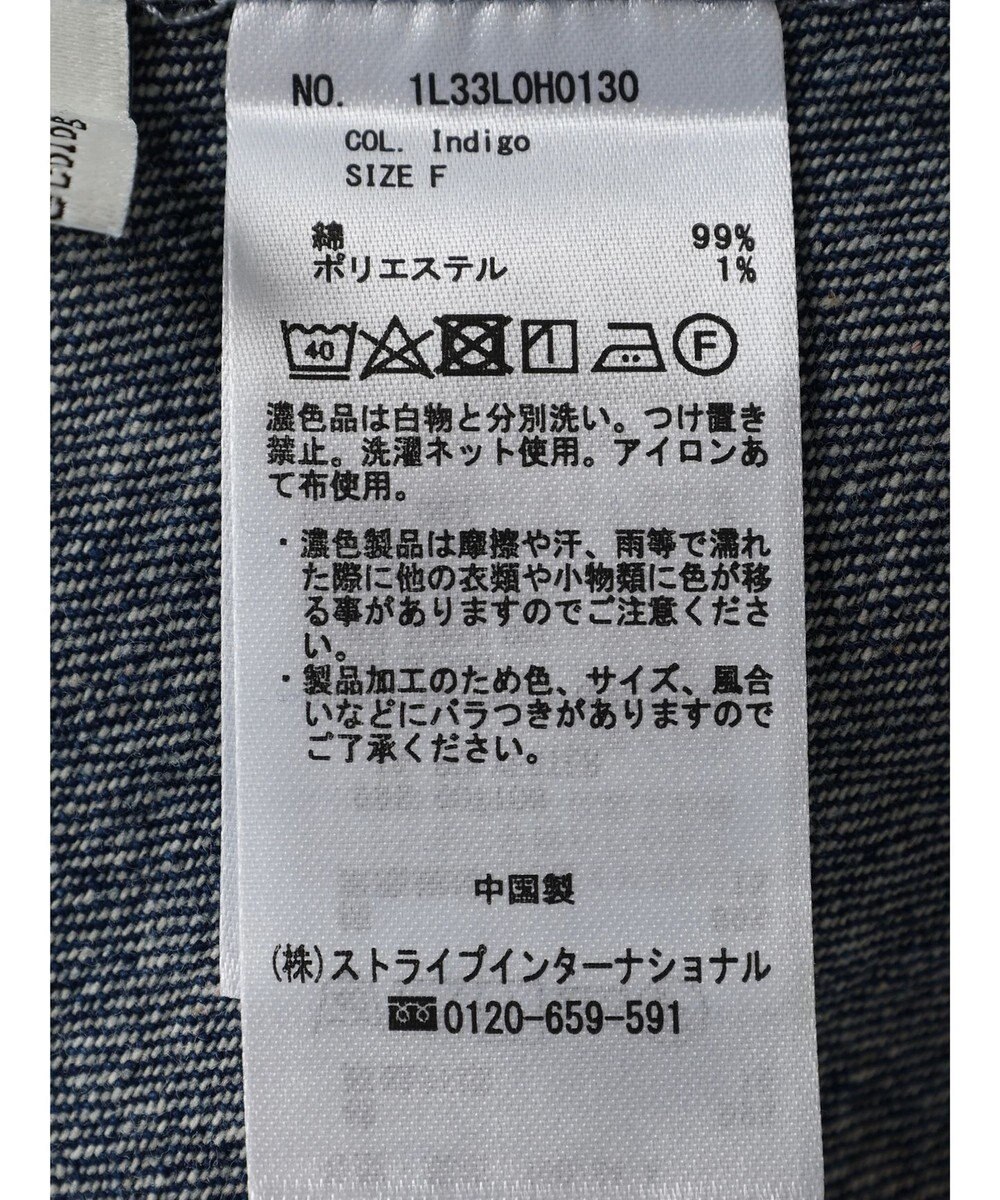 NO. 1L33L0H0130
COL. Indigo
SIZE F
綿 99%
ポリエステル 1%
40
F
濃色品は白物と分別洗い。つけ置き
禁止。洗濯ネット使用。アイロンあ
て布使用。
・濃色製品は摩擦や汗、雨等で濡れ
た際に他の衣類や小物類に色が移
る事がありますのでご注意くださ
い。
・製品加工のため色、サイズ、風合
いなどにバラつきがありますので
ご了承ください。
中国製
(株)ストライプインターナショナル
0120-659-591